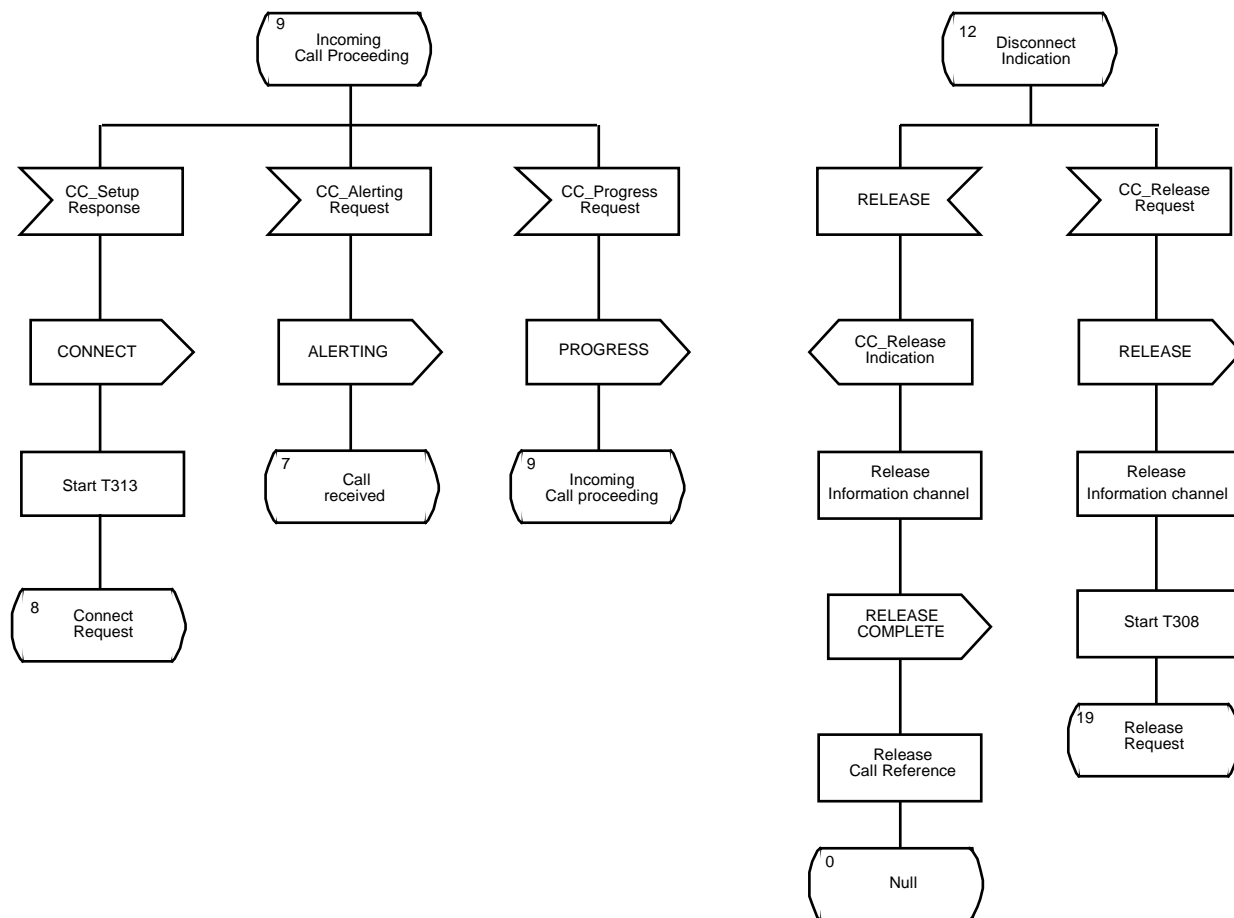 9
Incoming
Call Proceeding
CC_Setup
Response
CC_Alerting
Request
CC_Progress
Request
CONNECT
ALERTING
PROGRESS
Start T313
7
Call
received
9
Incoming
Call proceeding
8
Connect
Request
12
Disconnect
Indication
RELEASE
CC_Release
Request
CC_Release
Indication
RELEASE
Release
Information channel
Release
Information channel
RELEASE
COMPLETE
Start T308
Release
Call Reference
19
Release
Request
0
Null